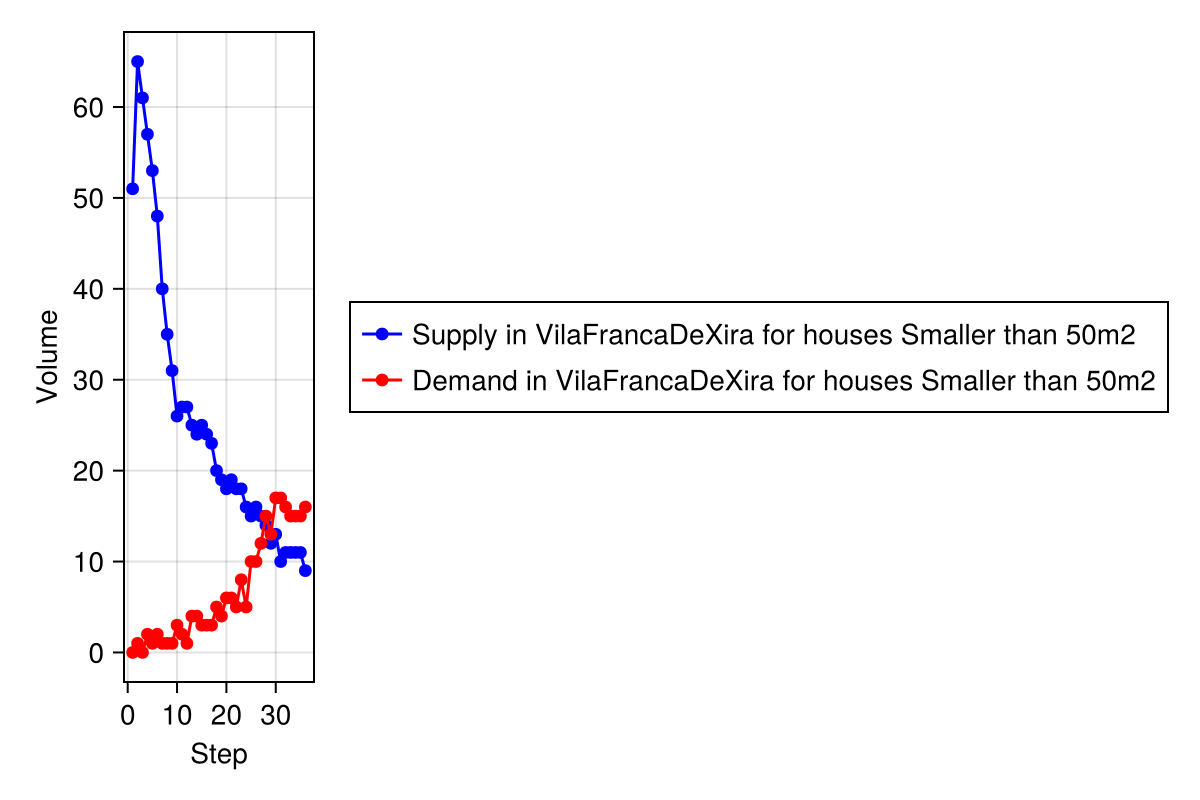 Volume
60
50
40
30
20
10
0
0 10 20 30
Step
Supply in VilaFrancaDeXira for houses Smaller than 50m2
Demand in VilaFrancaDeXira for houses Smaller than 50m2